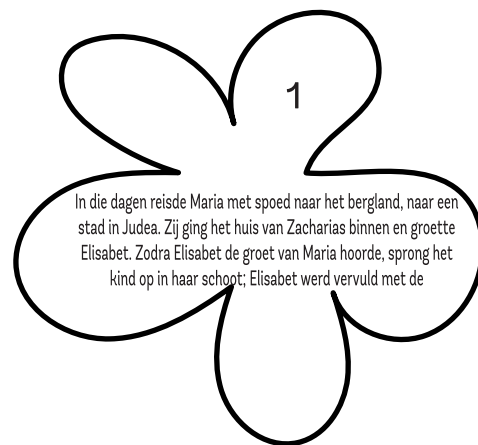 1
In die dagen reisde Maria met spoed naar het bergland, naar een
stad in Judea. Zij ging het huis van Zacharias binnen en groette
Elisabet. Zodra Elisabet de groet van Maria hoorde, sprong het
kind op in haar schoot; Elisabet werd vervuld met de